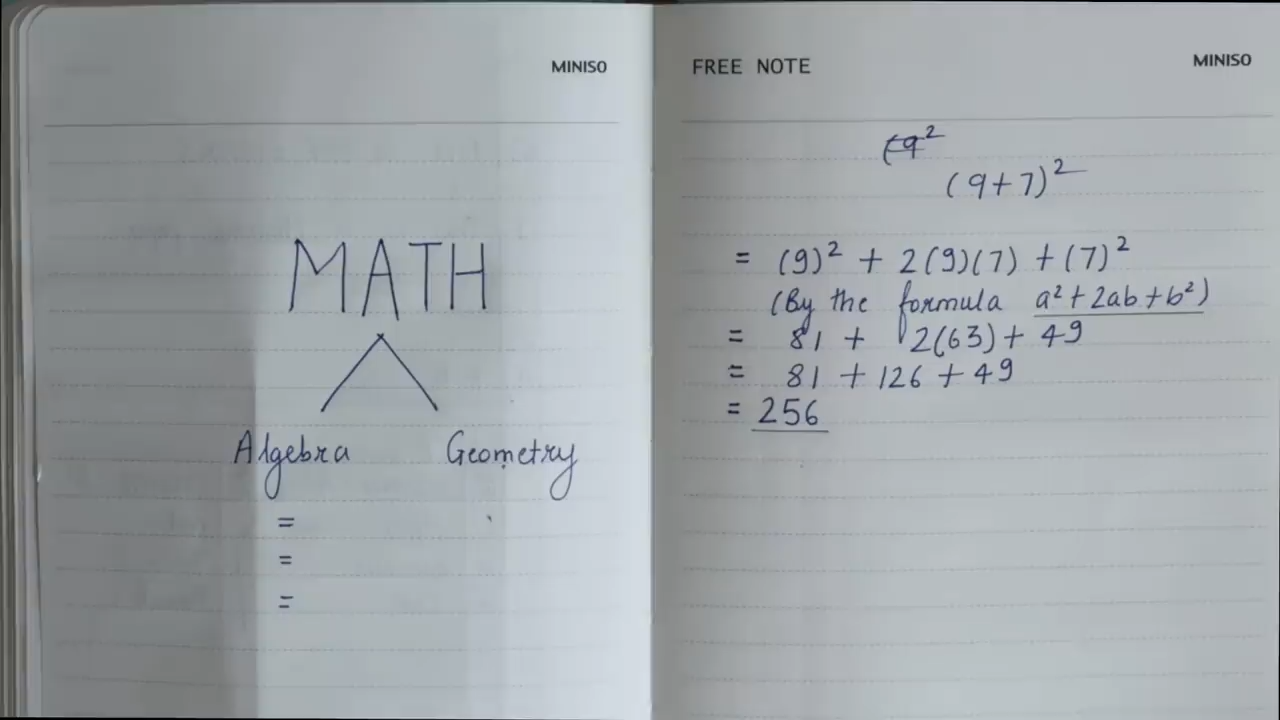 MINISO
MATH
Algebra Geometry
=
=
=
FREE NOTE MINISO
(9²
(9+7)²
= (9)² + 2(9)(7) + (7)²
(By the formula a²+2ab+b²)
= 81 + 2(63) + 49
= 81 + 126 + 49
= 256